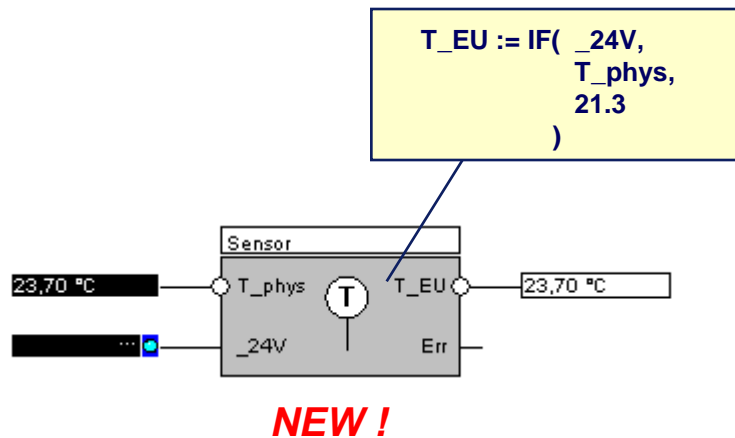 T_EU := IF( _24V,
T_phys,
21.3
)
Sensor
23,70 °C
T_phys
T
T_EU
23,70 °C
...
_24V
Err
NEW !